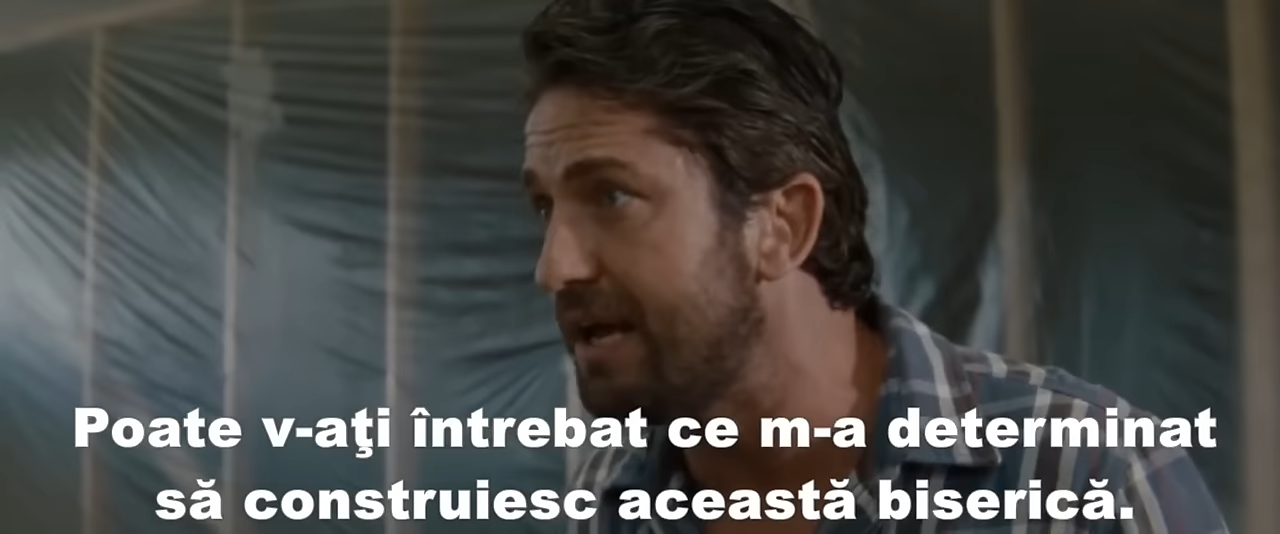 Poate v-aţi întrebat ce m-a determinat
să construiesc această biserică.